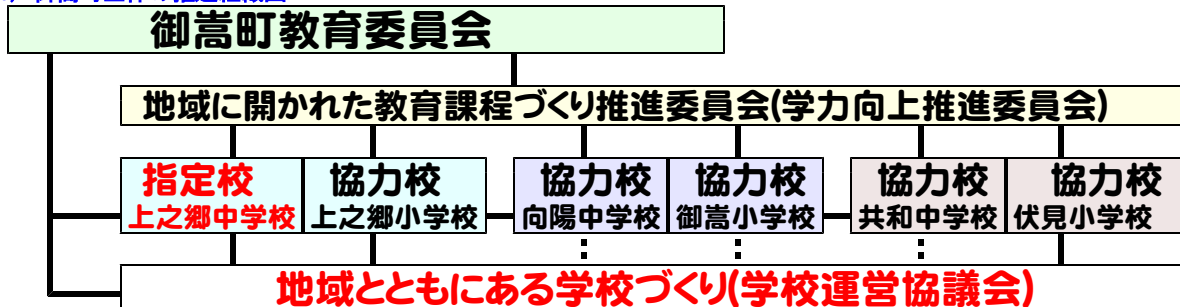 御嵩町教育委員会
地域に開かれた教育課程づくり推進委員会(学力向上推進委員会)
指定校 協力校 協力校 協力校 協力校 協力校
上之郷中学校 上之郷小学校 向陽中学校 御嵩小学校 共和中学校 伏見小学校
地域とともにある学校づくり(学校運営協議会)